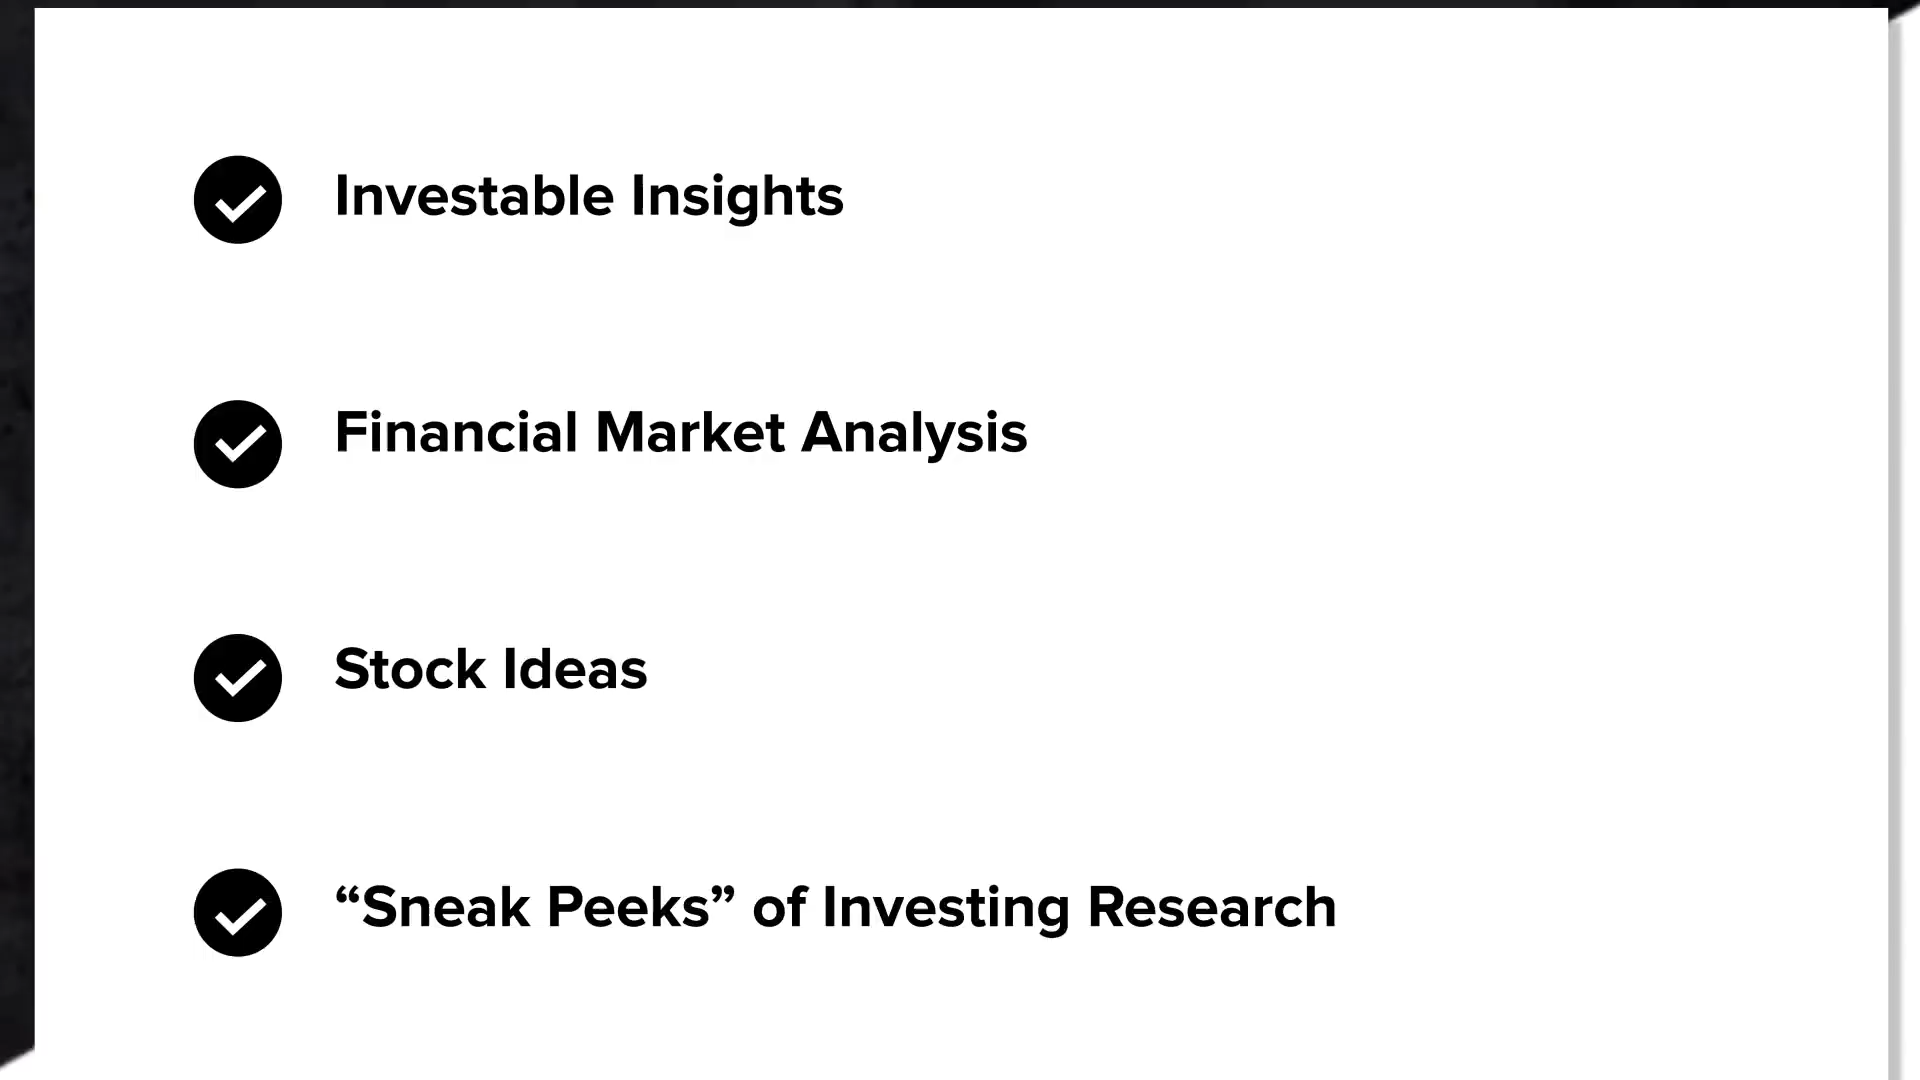 Investable Insights
Financial Market Analysis
Stock Ideas
“Sneak Peeks” of Investing Research